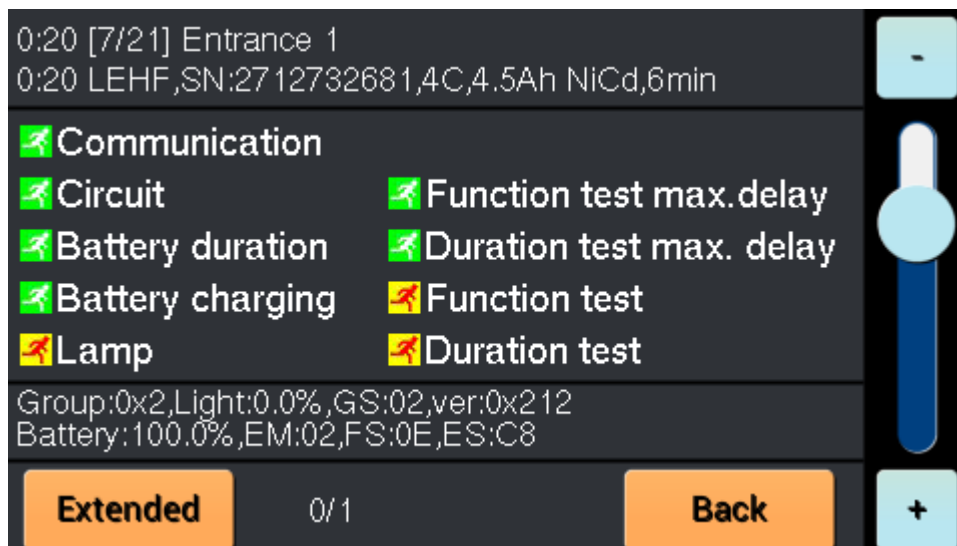 0:20 [7/21] Entrance 1
0:20 LEHF,SN:2712732681,4C,4.5Ah NiCd,6min
-
Communication
Circuit
Function test max.delay
Battery duration
Duration test max. delay
Battery charging
Function test
Lamp
Duration test
Group:0x2,Light:0.0%,GS:02,ver:0x212
Battery:100.0%,EM:02,FS:0E,ES:C8
Extended
0/1
Back
+